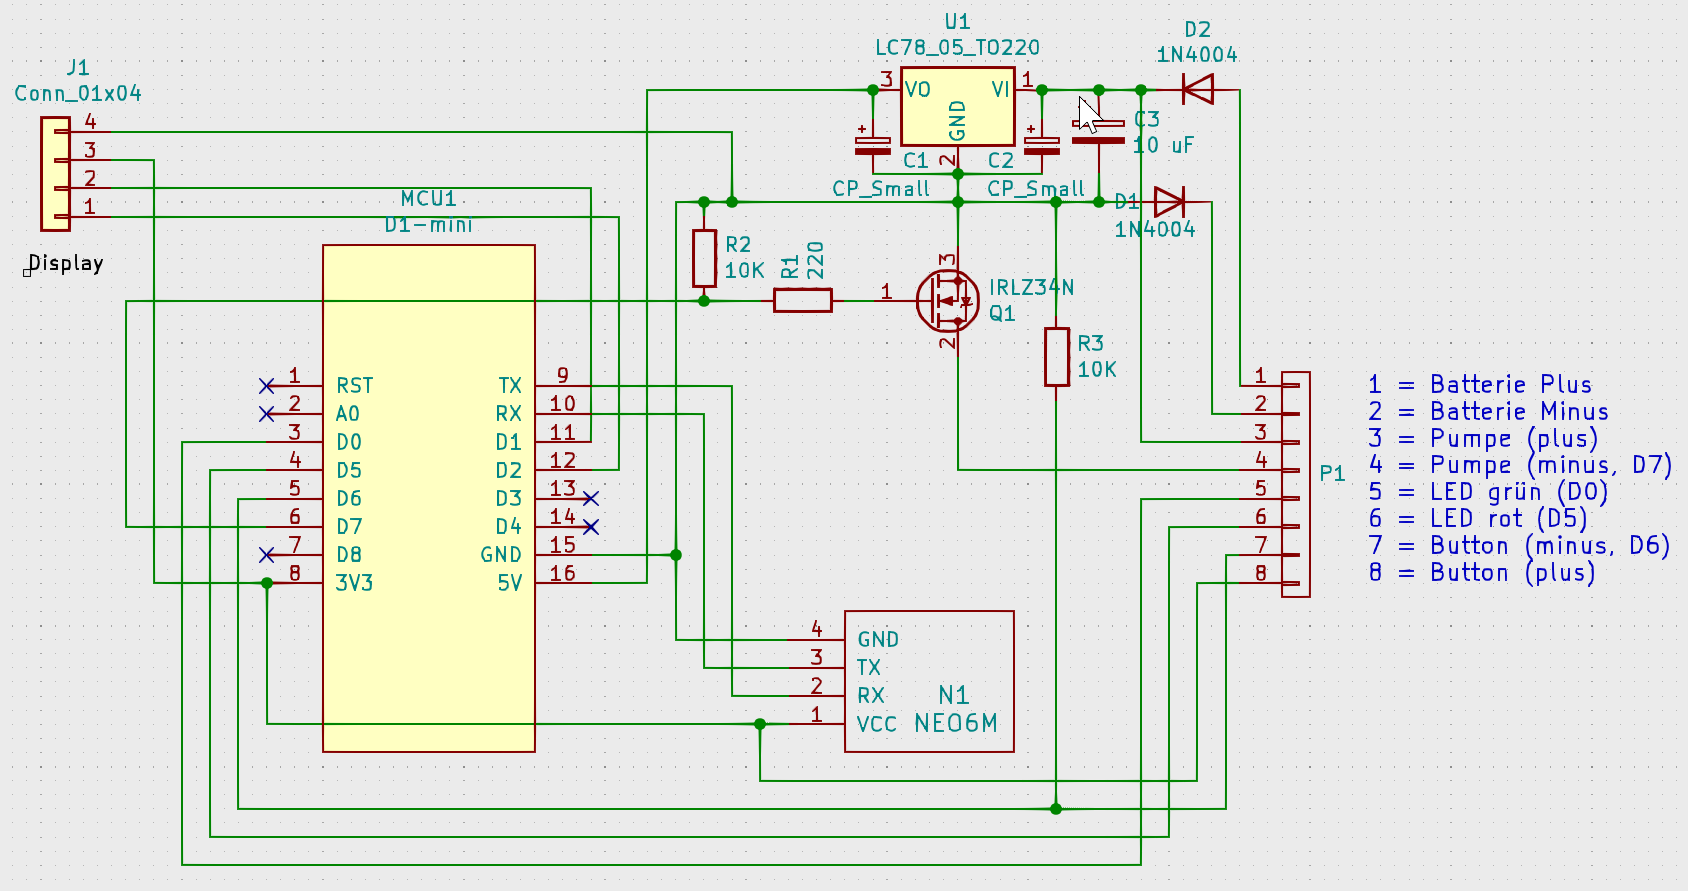 U1
LC78_05_TO220
D2
1N4004
J1
Conn_01x04
4
3
2
1
Display
3 VO
VI 1
GND
2
C1
CP_Small
C2
CP_Small
C3
10 uF
D1
1N4004
MCU1
D1-mini
R2
10K
R1
220
1
3
2
IRLZ34N
Q1
R3
10K
1 RST
2 A0
3 D0
4 D5
5 D6
6 D7
7 D8
8 3V3
TX 9
RX 10
D1 11
D2 12
D3 13
D4 14
GND 15
5V 16
4 GND
3 TX
2 RX
1 VCC
N1
NEO6M
1
2
3
4
5
6
7
8
P1
1 = Batterie Plus
2 = Batterie Minus
3 = Pumpe (plus)
4 = Pumpe (minus, D7)
5 = LED grün (D0)
6 = LED rot (D5)
7 = Button (minus, D6)
8 = Button (plus)